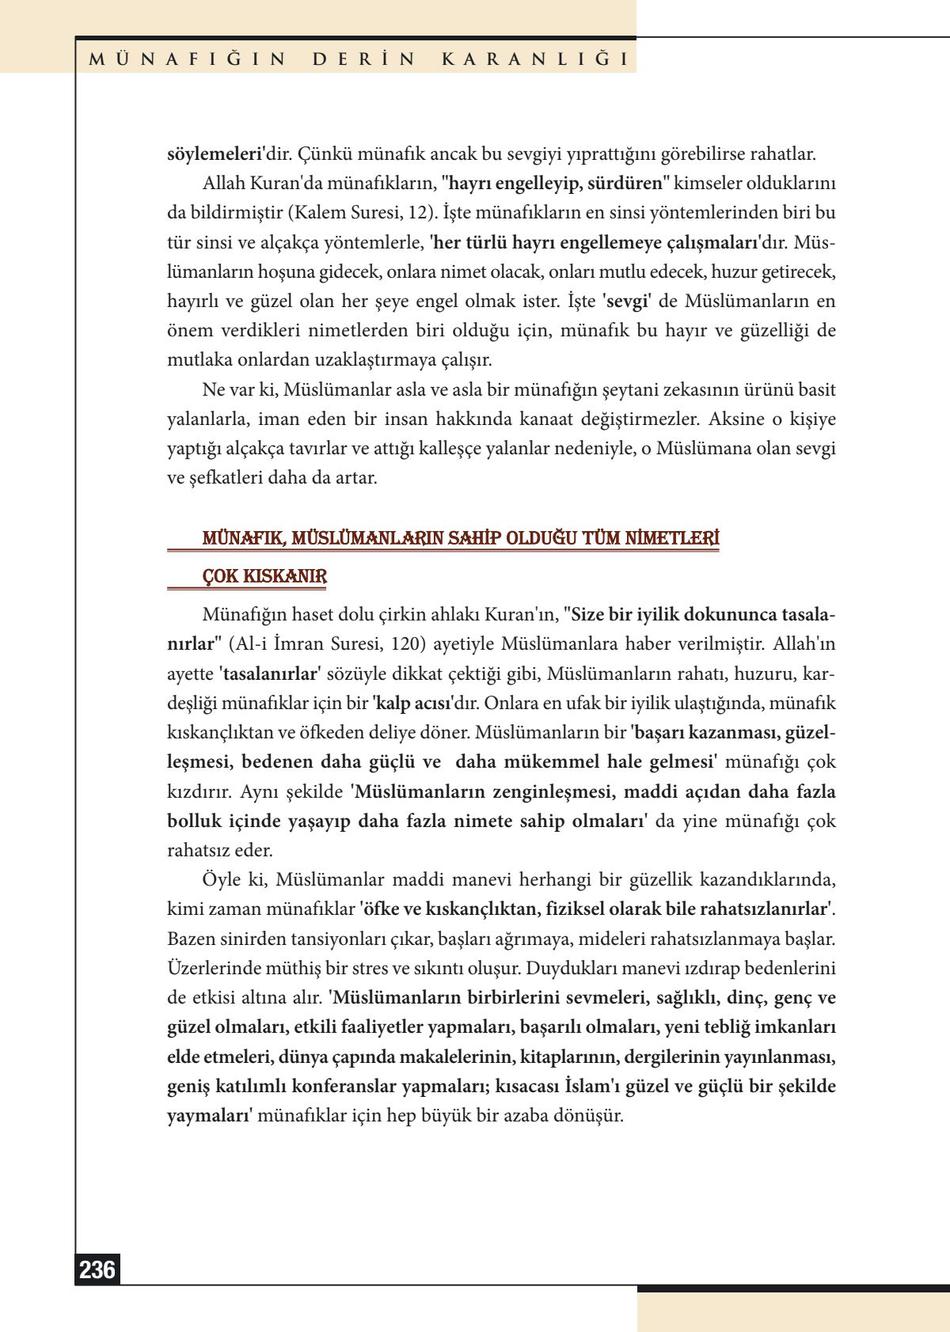 MÜNAFIĞIN DERİN KARANLIĞI
söylemeleri'dir. Çünkü münafık ancak bu sevgiyi yıprattığını görebilirse rahatlar.
Allah Kuran'da münafıkların, "hayrı engelleyip, sürdüren" kimseler olduklarını
da bildirmiştir (Kalem Suresi, 12). İşte münafıkların en sinsi yöntemlerinden biri bu
tür sinsi ve alçakça yöntemlerle, 'her türlü hayrı engellemeye çalışmaları'dır. Müs-
lümanların hoşuna gidecek, onlara nimet olacak, onları mutlu edecek, huzur getirecek,
hayırlı ve güzel olan her şeye engel olmak ister. İşte 'sevgi' de Müslümanların en
önem verdikleri nimetlerden biri olduğu için, münafık bu hayır ve güzelliği de
mutlaka onlardan uzaklaştırmaya çalışır.
Ne var ki, Müslümanlar asla ve asla bir münafığın şeytani zekasının ürünü basit
yalanlarla, iman eden bir insan hakkında kanaat değiştirmezler. Aksine o kişiye
yaptığı alçakça tavırlar ve attığı kalleşçe yalanlar nedeniyle, o Müslümana olan sevgi
ve şefkatleri daha da artar.
MÜNAFIK, MÜSLÜMANLARIN SAHİP OLDUĞU TÜM NİMETLERİ
ÇOK KISKANIR
Münafığın haset dolu çirkin ahlakı Kuran'ın, "Size bir iyilik dokununca tasala-
nırlar" (Al-i İmran Suresi, 120) ayetiyle Müslümanlara haber verilmiştir. Allah'ın
ayette 'tasalanırlar' sözüyle dikkat çektiği gibi, Müslümanların rahatı, huzuru, kar-
deşliği münafıklar için bir 'kalp acısı'dır. Onlara en ufak bir iyilik ulaştığında, münafık
kıskançlıktan ve öfkeden deliye döner. Müslümanların bir 'başarı kazanması, güzel-
leşmesi, bedenen daha güçlü ve daha mükemmel hale gelmesi' münafığı çok
kızdırır. Aynı şekilde 'Müslümanların zenginleşmesi, maddi açıdan daha fazla
bolluk içinde yaşayıp daha fazla nimete sahip olmaları' da yine münafığı çok
rahatsız eder.
Öyle ki, Müslümanlar maddi manevi herhangi bir güzellik kazandıklarında,
kimi zaman münafıklar 'öfke ve kıskançlıktan, fiziksel olarak bile rahatsızlanırlar'.
Bazen sinirden tansiyonları çıkar, başları ağrımaya, mideleri rahatsızlanmaya başlar.
Üzerlerinde müthiş bir stres ve sıkıntı oluşur. Duydukları manevi ızdırap bedenlerini
de etkisi altına alır. 'Müslümanların birbirlerini sevmeleri, sağlıklı, dinç, genç ve
güzel olmaları, etkili faaliyetler yapmaları, başarılı olmaları, yeni tebliğ imkanları
elde etmeleri, dünya çapında makalelerinin, kitaplarının, dergilerinin yayınlanması,
geniş katılımlı konferanslar yapmaları; kısacası İslam'ı güzel ve güçlü bir şekilde
yaymaları' münafıklar için hep büyük bir azaba dönüşür.
236